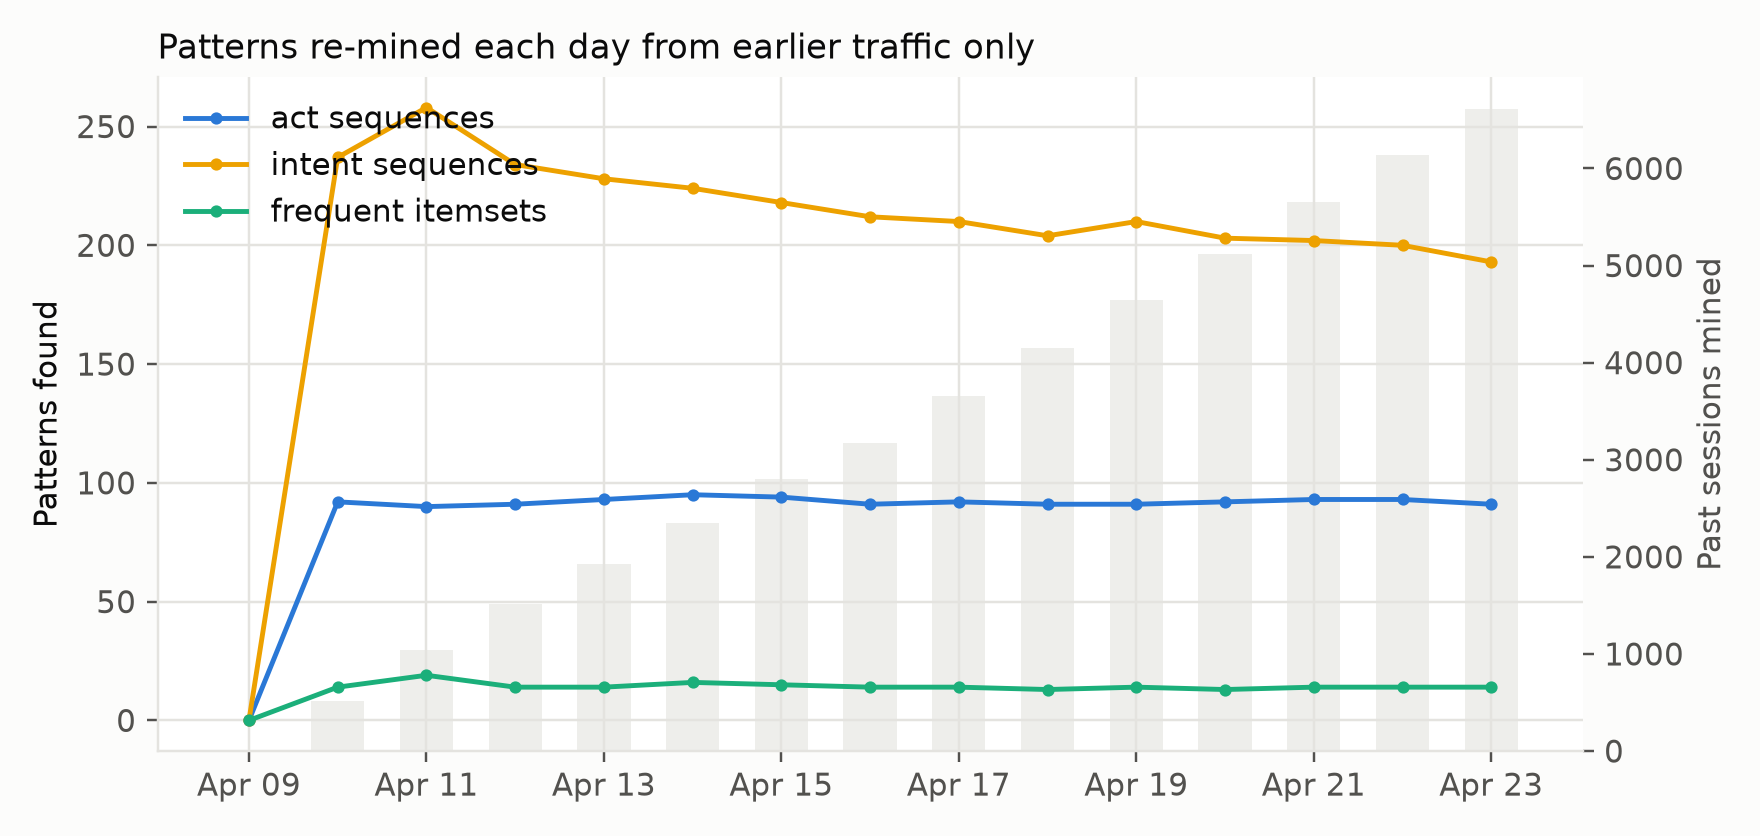 Patterns re-mined each day from earlier traffic only
act sequences
intent sequences
frequent itemsets
Patterns found
250
200
150
100
50
0
6000
5000
4000
3000
2000
1000
0
Past sessions mined
Apr 09
Apr 11
Apr 13
Apr 15
Apr 17
Apr 19
Apr 21
Apr 23